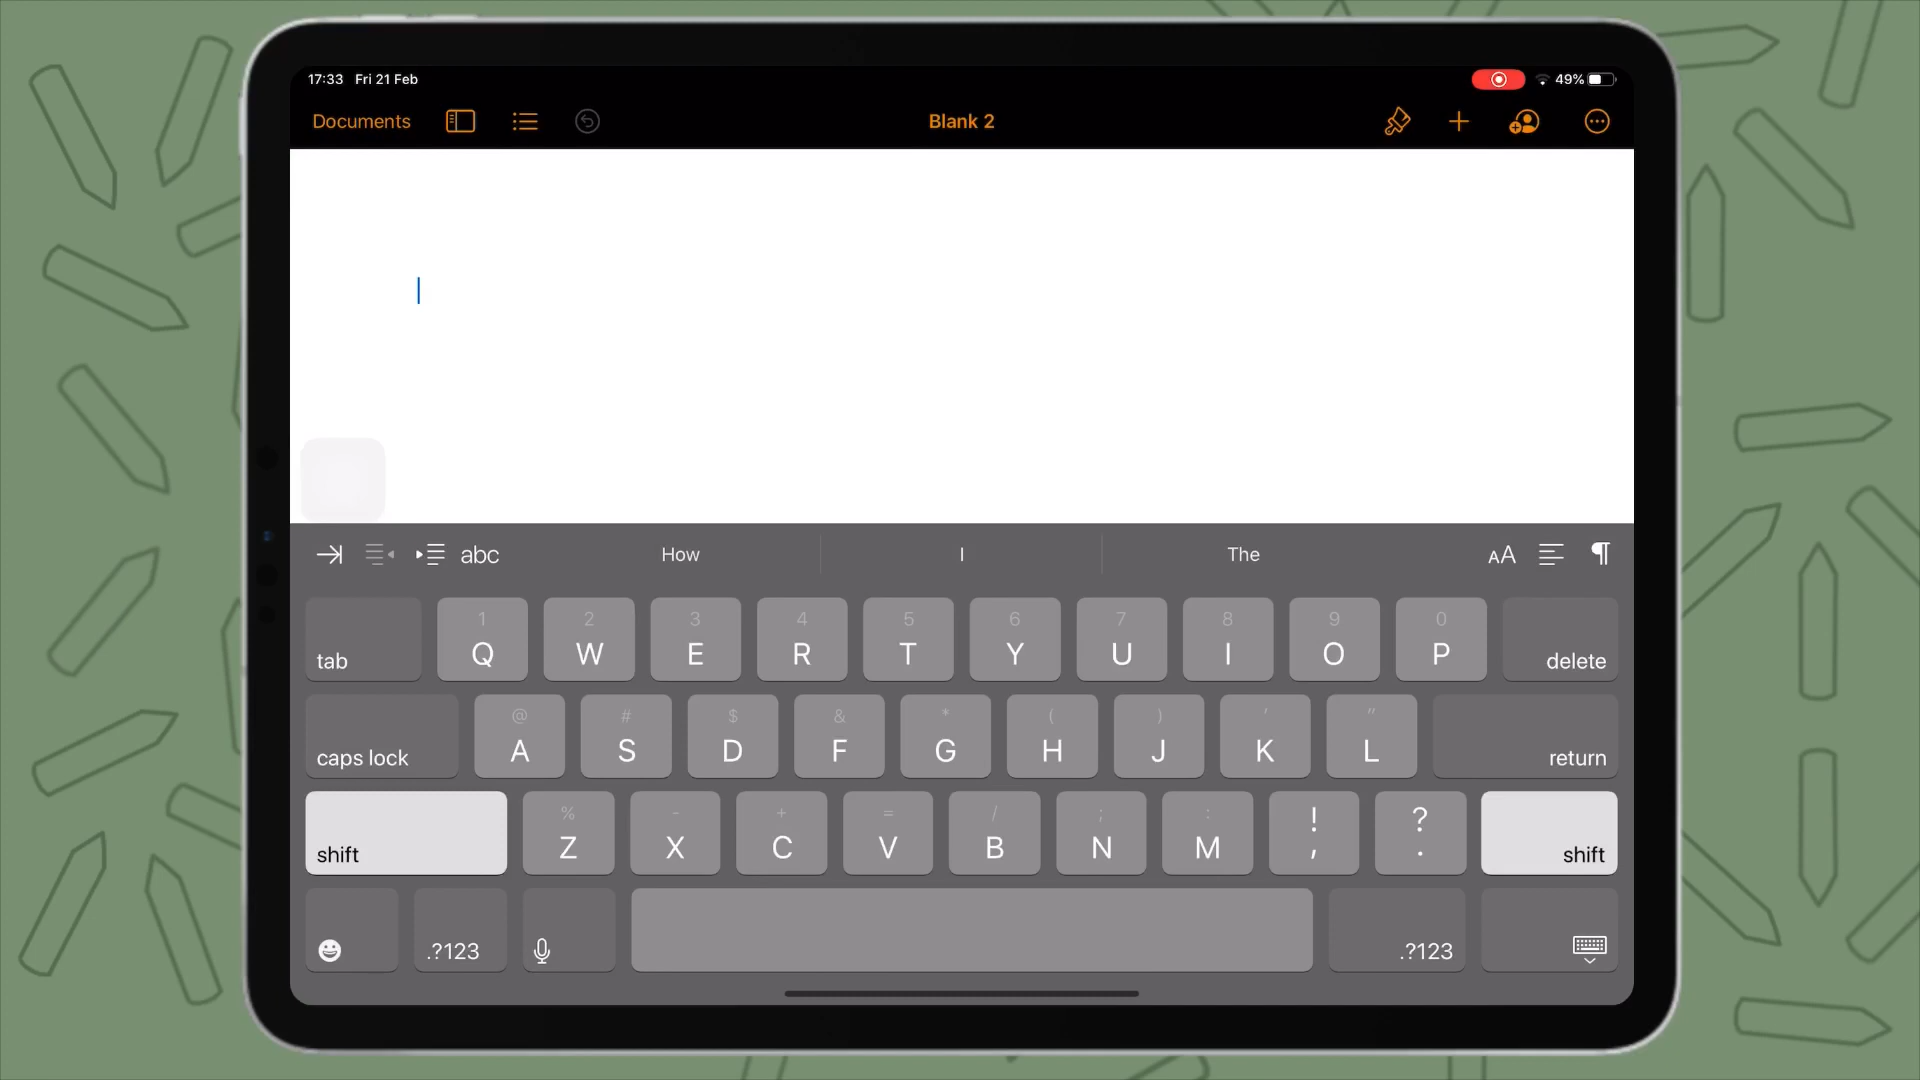 17:33 Fri 21 Feb 49%
Documents Blank 2
abc How I The AA ¶
tab 1 Q 2 W 3 E 4 R 5 T 6 Y 7 U 8 I 9 O 0 P delete
caps lock @ A # S $ D & F * G ( H ) J ' K " L return
shift % Z - X + C = V / B ; N : M ! , ? . shift
.?123 .?123